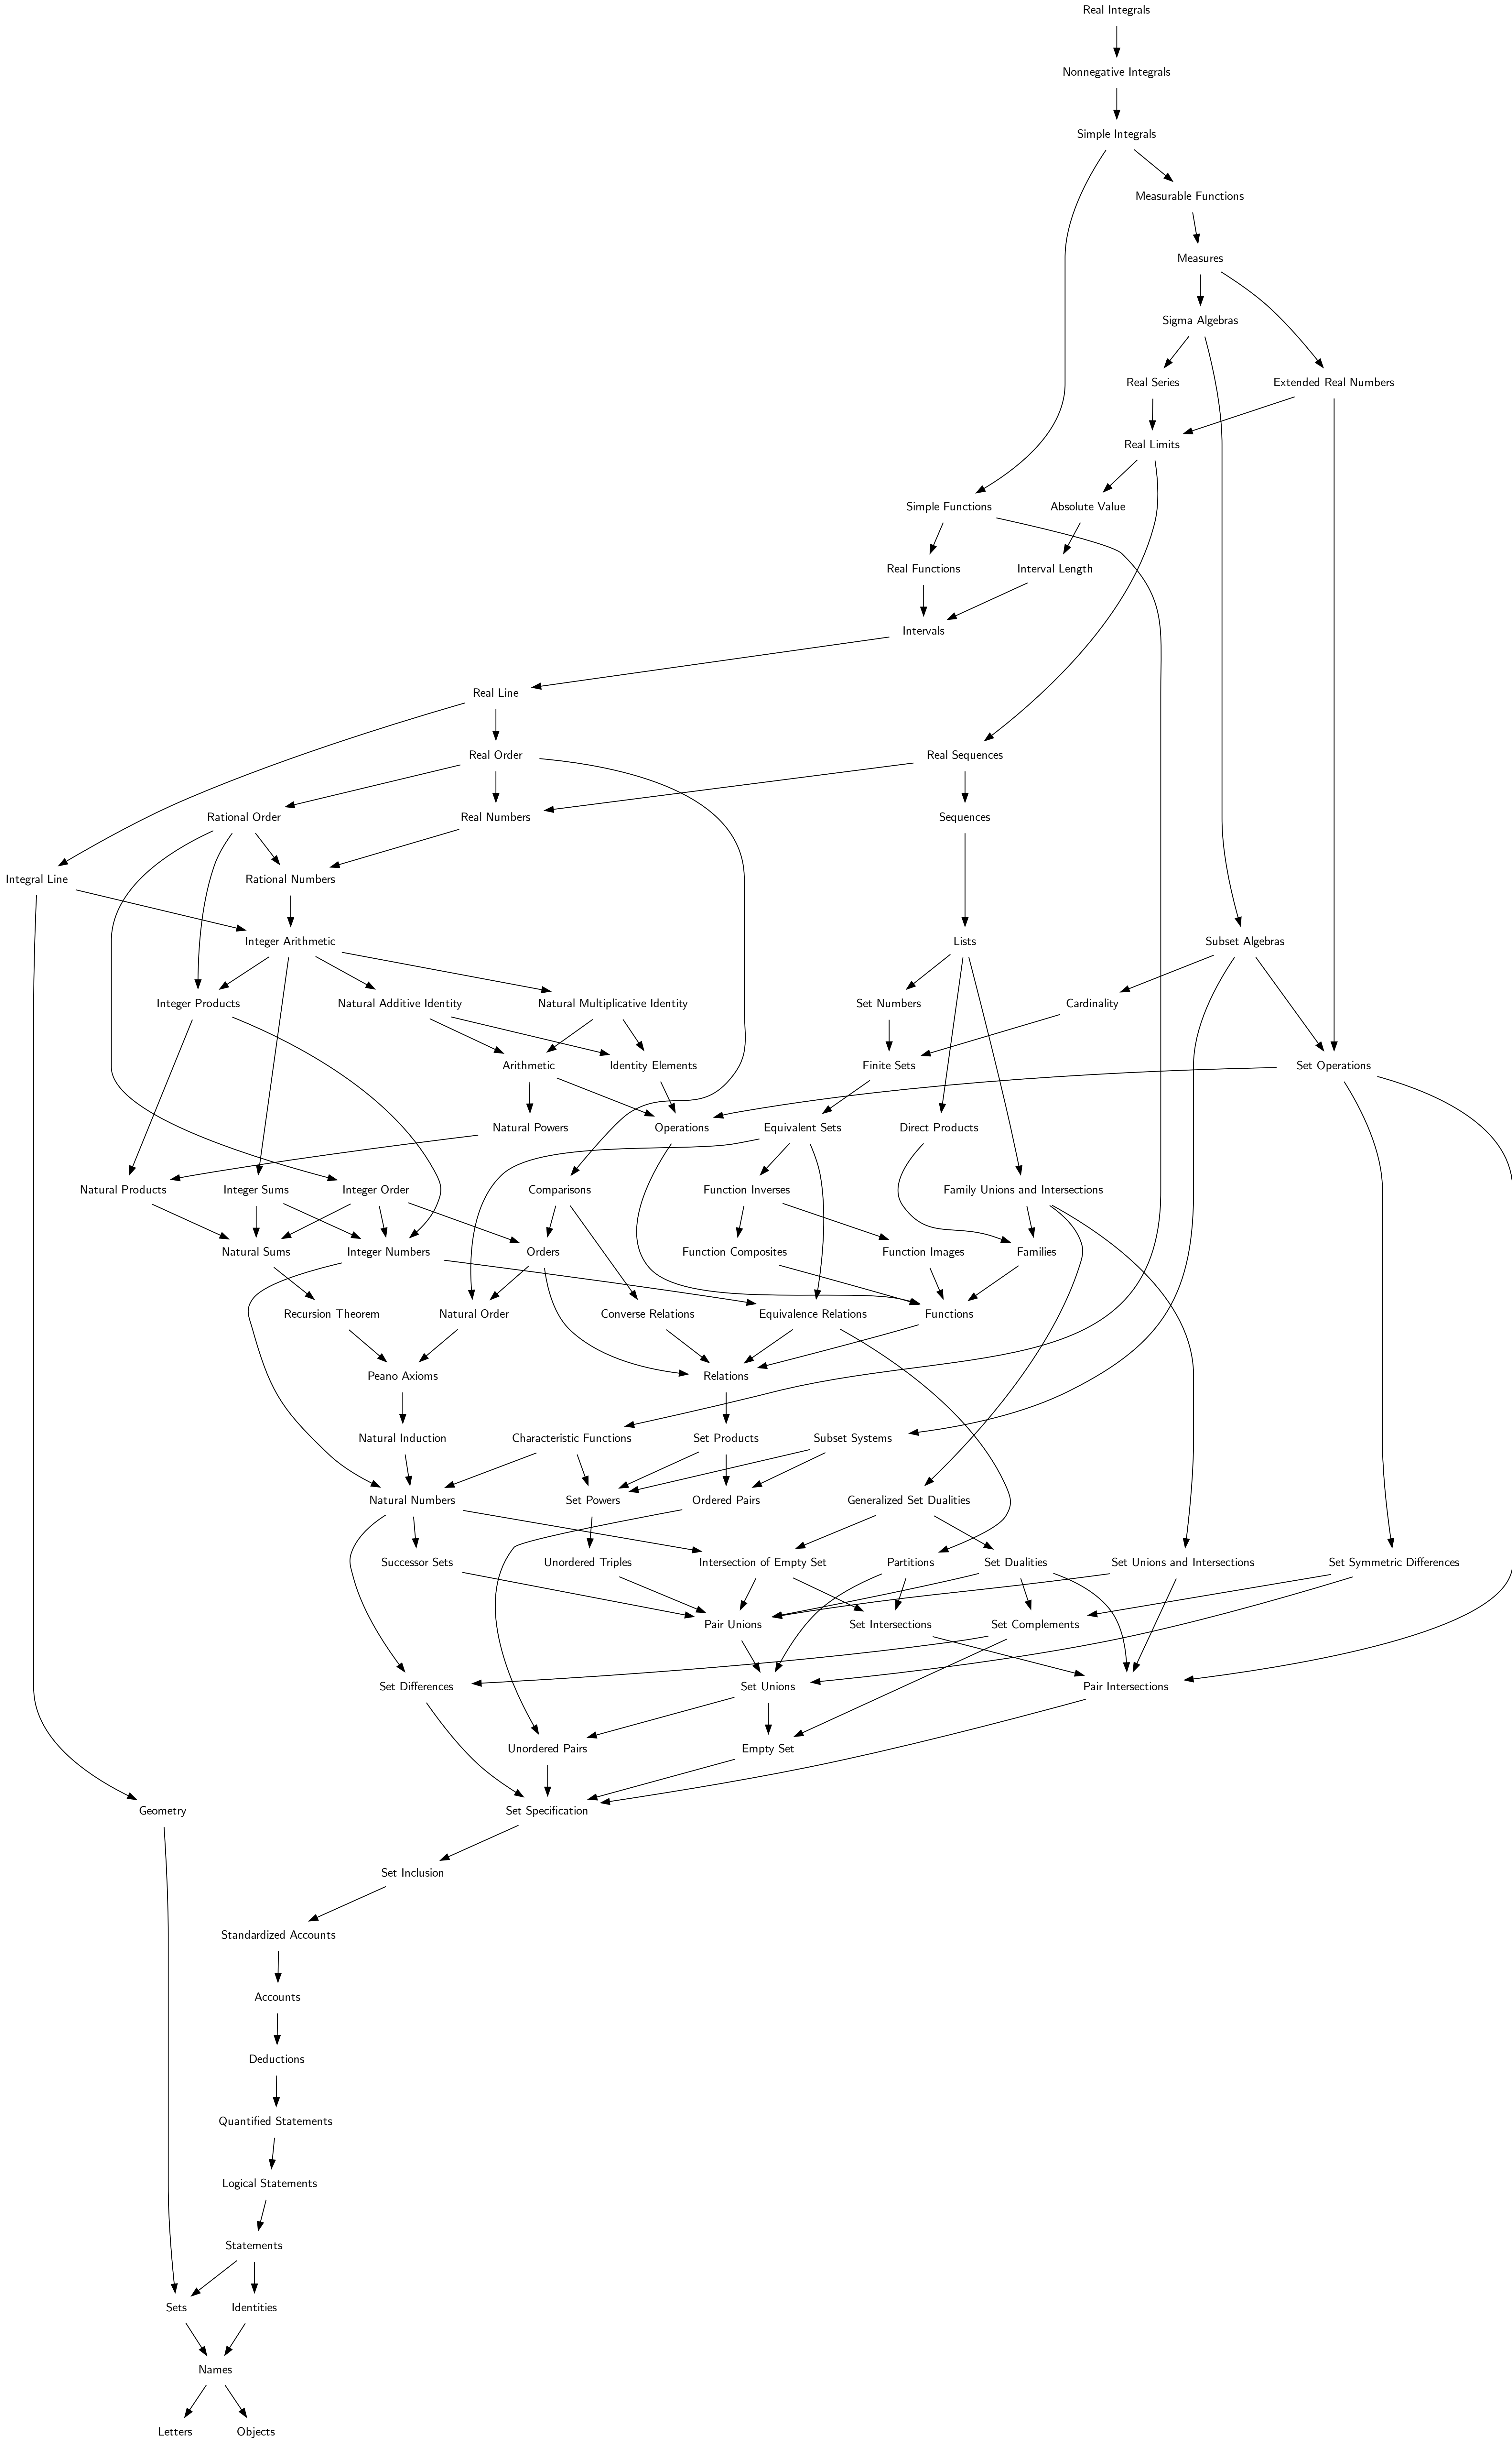 Real Integrals
Nonnegative Integrals
Simple Integrals
Measurable Functions
Measures
Sigma Algebras
Real Series
Extended Real Numbers
Real Limits
Simple Functions
Absolute Value
Real Functions
Interval Length
Intervals
Real Line
Real Order
Real Sequences
Rational Order
Real Numbers
Sequences
Integral Line
Rational Numbers
Integer Arithmetic
Lists
Subset Algebras
Integer Products
Natural Additive Identity
Natural Multiplicative Identity
Set Numbers
Cardinality
Arithmetic
Identity Elements
Finite Sets
Set Operations
Natural Powers
Operations
Equivalent Sets
Direct Products
Natural Products
Integer Sums
Integer Order
Comparisons
Function Inverses
Family Unions and Intersections
Natural Sums
Integer Numbers
Orders
Function Composites
Function Images
Families
Recursion Theorem
Natural Order
Converse Relations
Equivalence Relations
Functions
Peano Axioms
Relations
Natural Induction
Characteristic Functions
Set Products
Subset Systems
Natural Numbers
Set Powers
Ordered Pairs
Generalized Set Dualities
Successor Sets
Unordered Triples
Intersection of Empty Set
Partitions
Set Dualities
Set Unions and Intersections
Set Symmetric Differences
Pair Unions
Set Intersections
Set Complements
Set Differences
Set Unions
Pair Intersections
Unordered Pairs
Empty Set
Geometry
Set Specification
Set Inclusion
Standardized Accounts
Accounts
Deductions
Quantified Statements
Logical Statements
Statements
Sets
Identities
Names
Letters
Objects